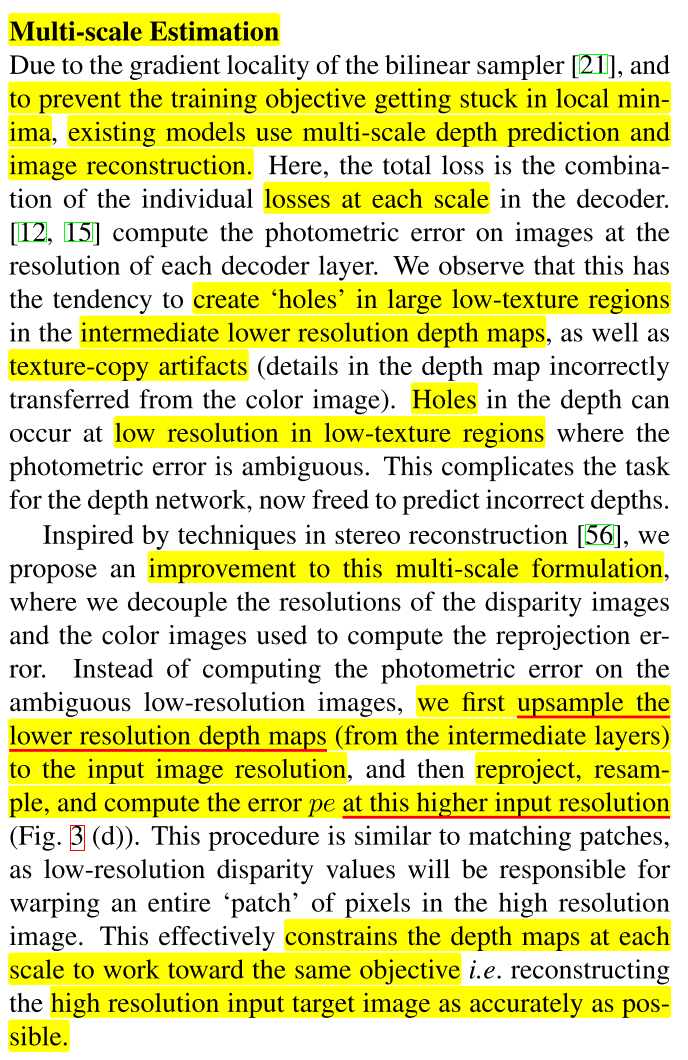 Multi-scale Estimation
Due to the gradient locality of the bilinear sampler [21], and
to prevent the training objective getting stuck in local min-
ima, existing models use multi-scale depth prediction and
image reconstruction. Here, the total loss is the combina-
tion of the individual losses at each scale in the decoder.
[12, 15] compute the photometric error on images at the
resolution of each decoder layer. We observe that this has
the tendency to create ‘holes’ in large low-texture regions
in the intermediate lower resolution depth maps, as well as
texture-copy artifacts (details in the depth map incorrectly
transferred from the color image). Holes in the depth can
occur at low resolution in low-texture regions where the
photometric error is ambiguous. This complicates the task
for the depth network, now freed to predict incorrect depths.
Inspired by techniques in stereo reconstruction [56], we
propose an improvement to this multi-scale formulation,
where we decouple the resolutions of the disparity images
and the color images used to compute the reprojection er-
ror. Instead of computing the photometric error on the
ambiguous low-resolution images, we first upsample the
lower resolution depth maps (from the intermediate layers)
to the input image resolution, and then reproject, resam-
ple, and compute the error pe at this higher input resolution
(Fig. 3 (d)). This procedure is similar to matching patches,
as low-resolution disparity values will be responsible for
warping an entire ‘patch’ of pixels in the high resolution
image. This effectively constrains the depth maps at each
scale to work toward the same objective i.e. reconstructing
the high resolution input target image as accurately as pos-
sible.